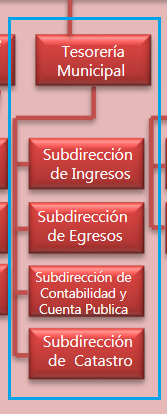 Tesorería
Municipal
Subdirección
de Ingresos
Subdirección
de Egresos
Subdirección de
Contabilidad y
Cuenta Publica
Subdirección
de Catastro